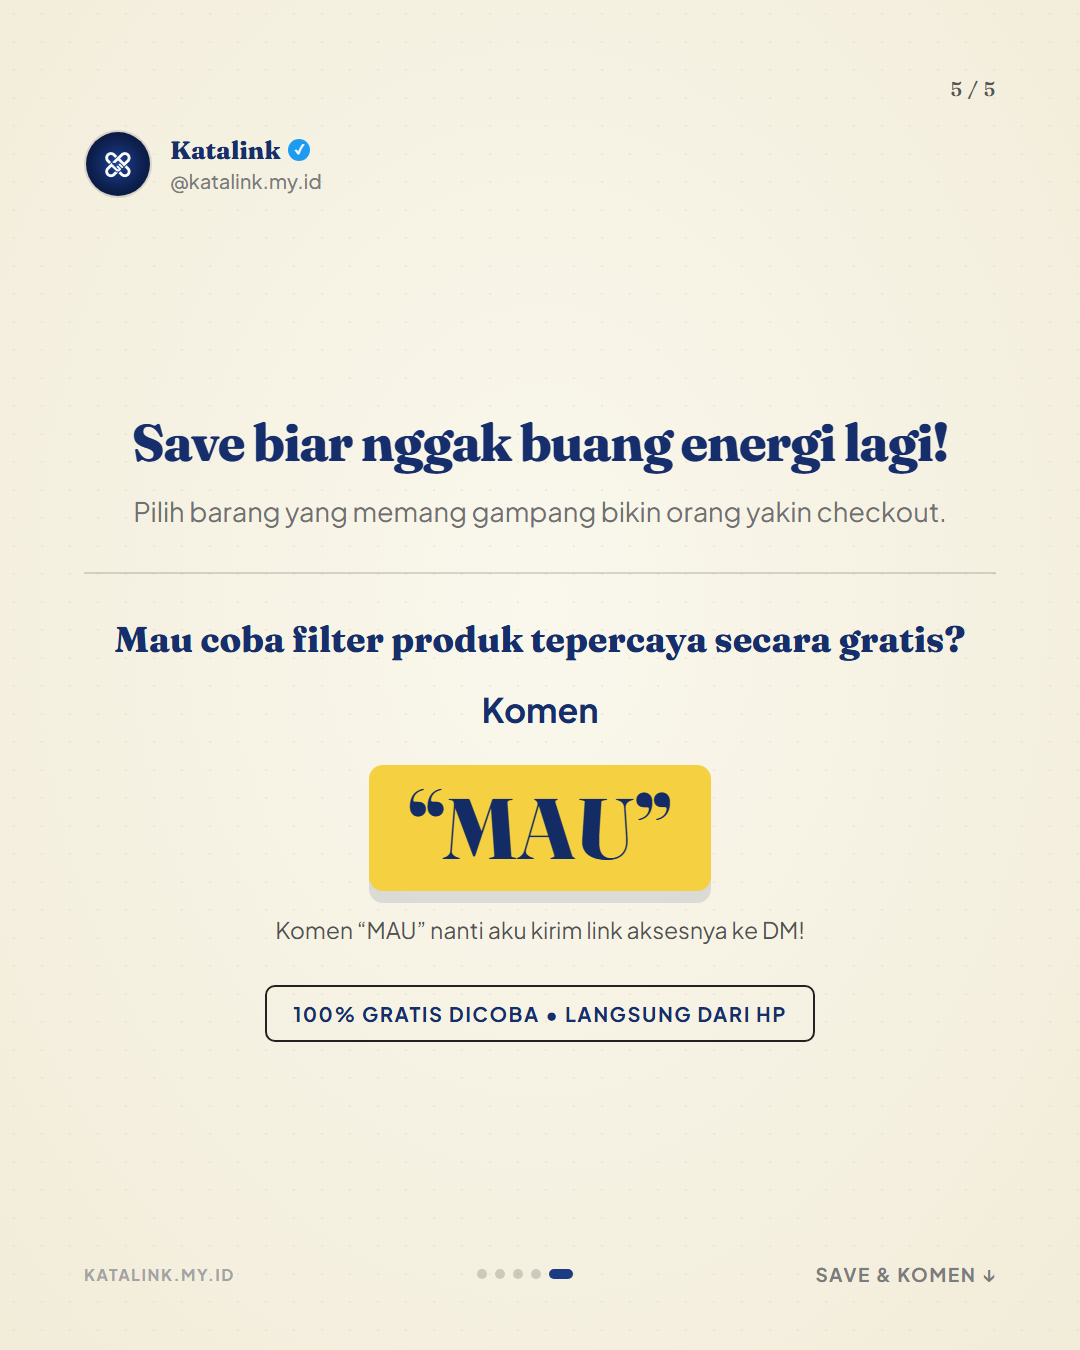 5 / 5
Katalink
@katalink.my.id
Save biar nggak buang energi lagi!
Pilih barang yang memang gampang bikin orang yakin checkout.
Mau coba filter produk tepercaya secara gratis?
Komen
“MAU”
Komen “MAU” nanti aku kirim link aksesnya ke DM!
100% GRATIS DICOBA • LANGSUNG DARI HP
KATALINK.MY.ID
SAVE & KOMEN ↓